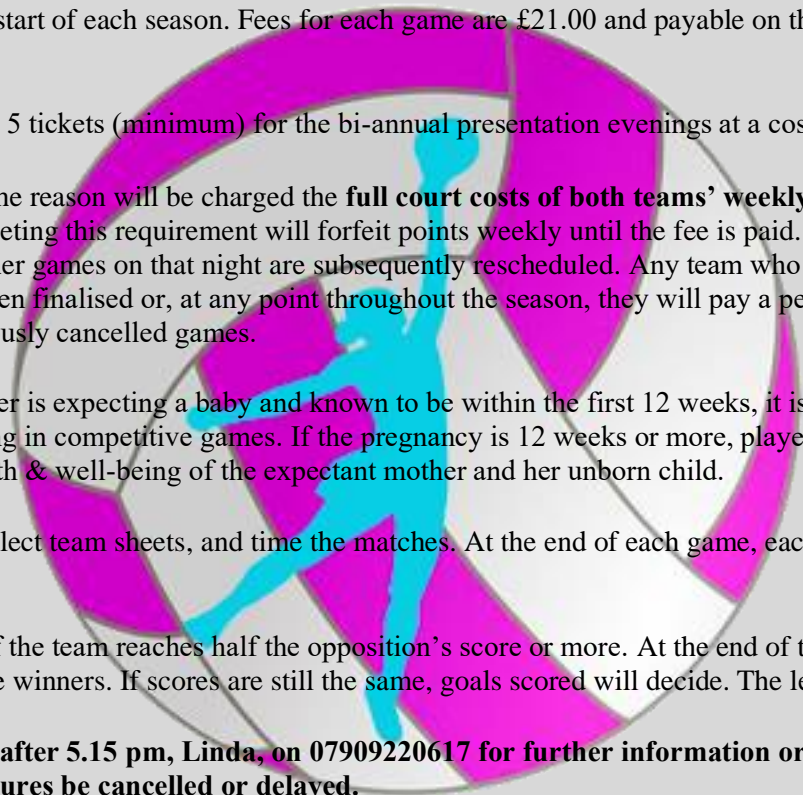 start of each season. Fees for each game are £21.00 and payable on th
5 tickets (minimum) for the bi-annual presentation evenings at a cos
ne reason will be charged the full court costs of both teams’ weekly
eting this requirement will forfeit points weekly until the fee is paid.
her games on that night are subsequently rescheduled. Any team who
en finalised or, at any point throughout the season, they will pay a pe
usly cancelled games.
er is expecting a baby and known to be within the first 12 weeks, it is
ng in competitive games. If the pregnancy is 12 weeks or more, playe
th & well-being of the expectant mother and her unborn child.
llect team sheets, and time the matches. At the end of each game, eac
f the team reaches half the opposition’s score or more. At the end of t
e winners. If scores are still the same, goals scored will decide. The le
after 5.15 pm, Linda, on 07909220617 for further information or
tures be cancelled or delayed.